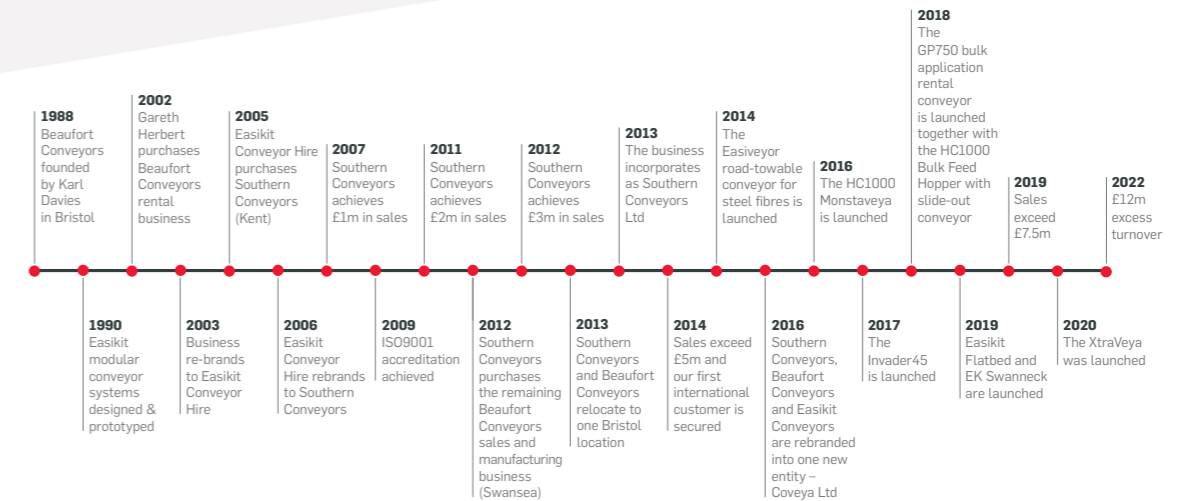 1988
Beaufort
Conveyors
founded
by Karl
Davies
in Bristol
1990
Easikit
modular
conveyor
systems
designed &
prototyped
2002
Gareth
Herbert
purchases
Beaufort
Conveyors
rental
business
2003
Business
re-brands
to Easikit
Conveyor
Hire
2005
Easikit
Conveyor Hire
purchases
Southern
Conveyors
(Kent)
2006
Easikit
Conveyor
Hire rebrands
to Southern
Conveyors
2007
Southern
Conveyors
achieves
£1m in sales
2009
ISO9001
accreditation
achieved
2011
Southern
Conveyors
achieves
£2m in sales
2012
Southern
Conveyors
purchases
the remaining
Beaufort
Conveyors
sales and
manufacturing
business
(Swansea)
2012
Southern
Conveyors
achieves
£3m in sales
2013
Southern
Conveyors
and Beaufort
Conveyors
relocate to
one Bristol
location
2013
The business
incorporates
as Southern
Conveyors
Ltd
2014
Sales exceed
£5m and
our first
international
customer is
secured
2014
The
Easiveyor
road-towable
conveyor for
steel fibres is
launched
2016
Southern
Conveyors,
Beaufort
Conveyors
and Easikit
Conveyors
are rebranded
into one new
entity –
Coveya Ltd
2016
The HC1000
Monstaveya
is launched
2017
The
Invader45
is launched
2018
The
GP750 bulk
application
rental
conveyor
is launched
together with
the HC1000
Bulk Feed
Hopper with
slide-out
conveyor
2019
Easikit
Flatbed and
EK Swanneck
are launched
2019
Sales
exceed
£7.5m
2020
The XtraVeya
was launched
2022
£12m
excess
turnover